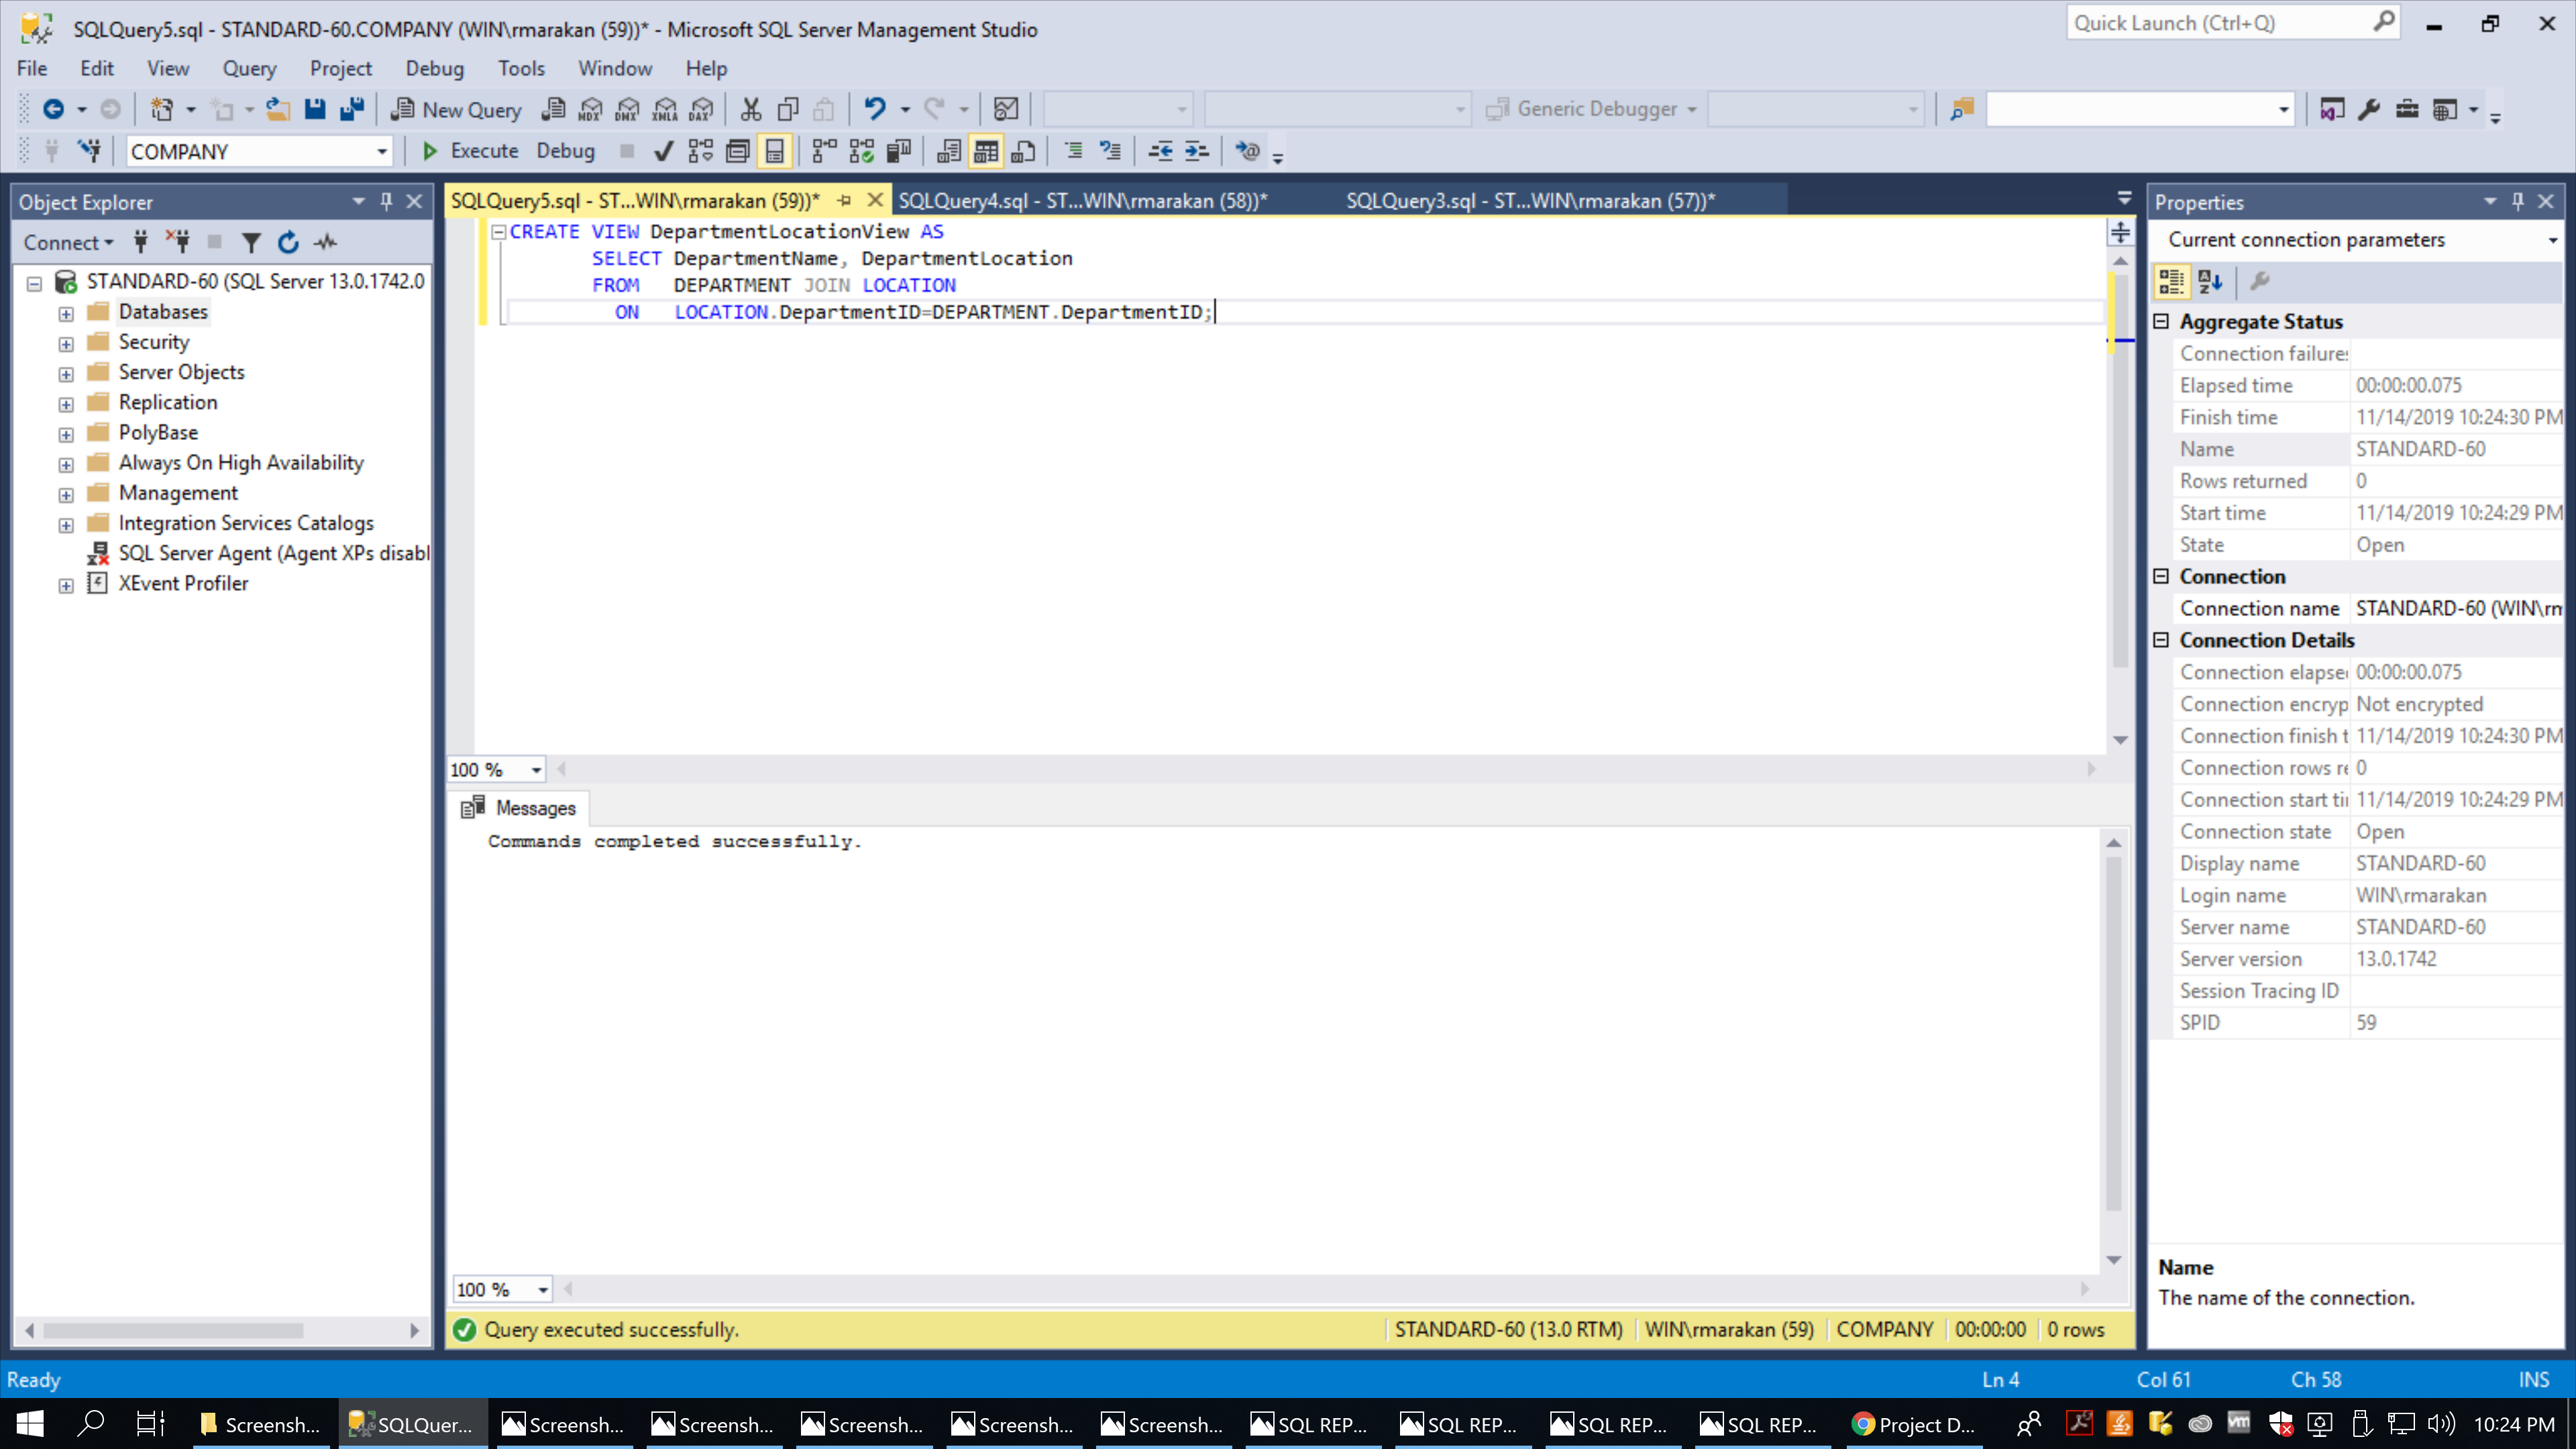 SQLQuery5.sql - STANDARD-60.COMPANY (WIN\rmarakan (59))* - Microsoft SQL Server Management Studio
Quick Launch (Ctrl+Q)
File Edit View Query Project Debug Tools Window Help
New Query MDX DMX XMLA DAX Generic Debugger
COMPANY Execute Debug
Object Explorer
Connect
STANDARD-60 (SQL Server 13.0.1742.0
Databases
Security
Server Objects
Replication
PolyBase
Always On High Availability
Management
Integration Services Catalogs
SQL Server Agent (Agent XPs disabl
XEvent Profiler
SQLQuery5.sql - ST...WIN\rmarakan (59))* SQLQuery4.sql - ST...WIN\rmarakan (58))* SQLQuery3.sql - ST...WIN\rmarakan (57))*
CREATE VIEW DepartmentLocationView AS
SELECT DepartmentName, DepartmentLocation
FROM DEPARTMENT JOIN LOCATION
ON LOCATION.DepartmentID=DEPARTMENT.DepartmentID;
100 %
Messages
Commands completed successfully.
100 %
Query executed successfully. STANDARD-60 (13.0 RTM) WIN\rmarakan (59) COMPANY 00:00:00 0 rows
Properties
Current connection parameters
Aggregate Status
Connection failures
Elapsed time 00:00:00.075
Finish time 11/14/2019 10:24:30 PM
Name STANDARD-60
Rows returned 0
Start time 11/14/2019 10:24:29 PM
State Open
Connection
Connection name STANDARD-60 (WIN\rm
Connection Details
Connection elapse 00:00:00.075
Connection encryp Not encrypted
Connection finish t 11/14/2019 10:24:30 PM
Connection rows re 0
Connection start ti 11/14/2019 10:24:29 PM
Connection state Open
Display name STANDARD-60
Login name WIN\rmarakan
Server name STANDARD-60
Server version 13.0.1742
Session Tracing ID
SPID 59
Name
The name of the connection.
Ready Ln 4 Col 61 Ch 58 INS
Screensh... SQLQuer... Screensh... Screensh... Screensh... Screensh... Screensh... SQL REP... SQL REP... SQL REP... SQL REP... Project D... vm 10:24 PM